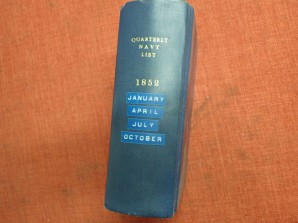 QUARTERLY
NAVY
LIST
1852
JANUARY
APRIL
JULY
OCTOBER